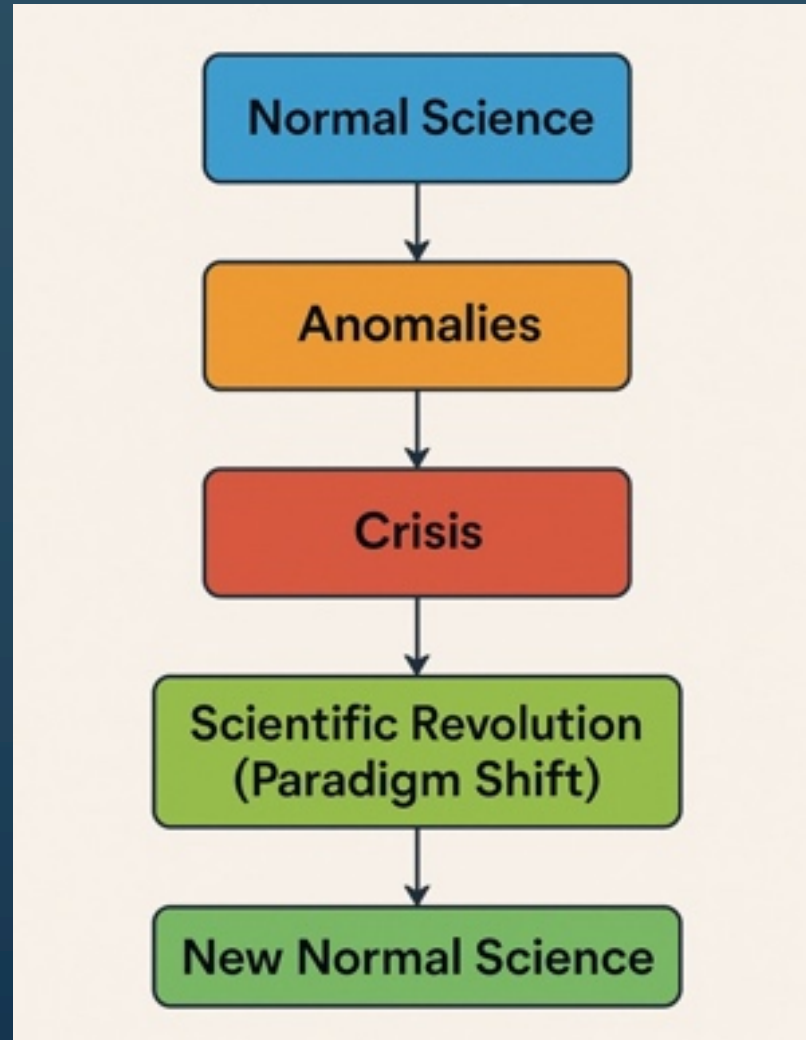 Normal Science
Anomalies
Crisis
Scientific Revolution
(Paradigm Shift)
New Normal Science